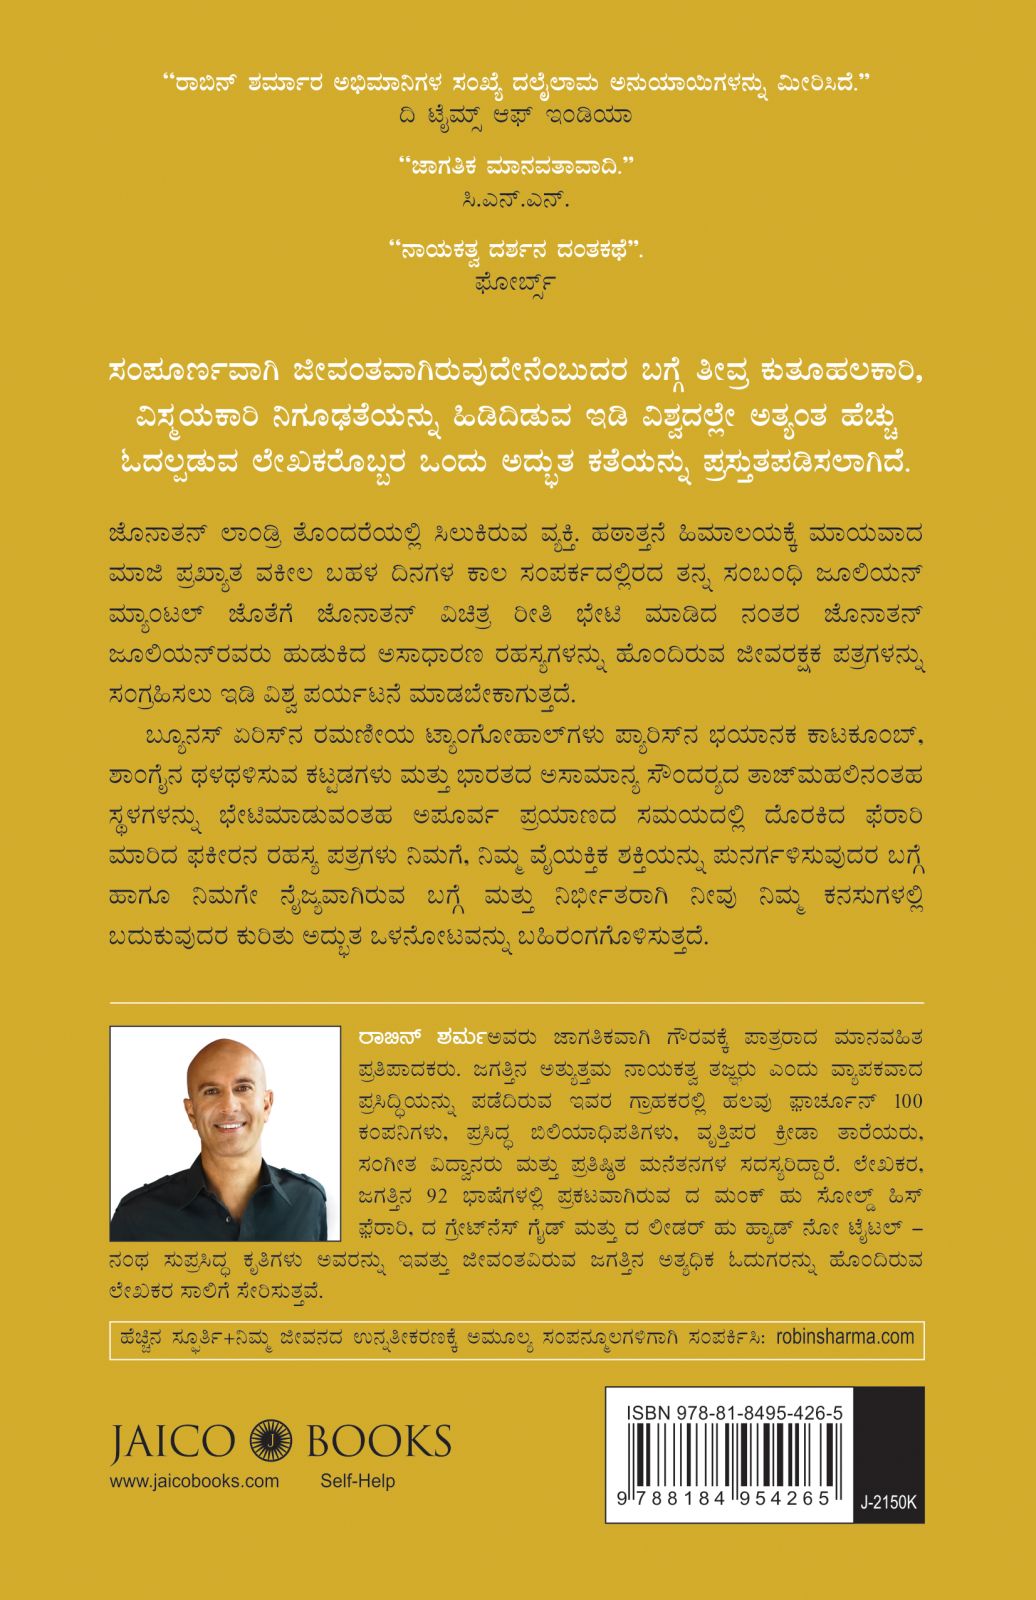 “ರಾಬಿನ್ ಶರ್ಮಾರ ಅಭಿಮಾನಿಗಳ ಸಂಖ್ಯೆ ದಲೈಲಾಮ ಅನುಯಾಯಿಗಳನ್ನು ಮೀರಿಸಿದೆ.”
ದಿ ಟೈಮ್ಸ್ ಆಫ್ ಇಂಡಿಯಾ
“ಜಾಗತಿಕ ಮಾನವತಾವಾದಿ.”
ಸಿ.ಎನ್.ಎನ್.
“ನಾಯಕತ್ವ ದರ್ಶನ ದಂತಕಥೆ”.
ಫೋರ್ಬ್ಸ್
ಸಂಪೂರ್ಣವಾಗಿ ಜೀವಂತವಾಗಿರುವುದೇನೆಂಬುದರ ಬಗ್ಗೆ ತೀವ್ರ ಕುತೂಹಲಕಾರಿ,
ವಿಸ್ಮಯಕಾರಿ ನಿಗೂಢತೆಯನ್ನು ಹಿಡಿದಿಡುವ ಇಡಿ ವಿಶ್ವದಲ್ಲೇ ಅತ್ಯಂತ ಹೆಚ್ಚು
ಓದಲ್ಪಡುವ ಲೇಖಕರೊಬ್ಬರ ಒಂದು ಅದ್ಭುತ ಕತೆಯನ್ನು ಪ್ರಸ್ತುತಪಡಿಸಲಾಗಿದೆ.
ಜೊನಾತನ್ ಲಾಂಡ್ರಿ ತೊಂದರೆಯಲ್ಲಿ ಸಿಲುಕಿರುವ ವ್ಯಕ್ತಿ. ಹಠಾತ್ತನೆ ಹಿಮಾಲಯಕ್ಕೆ ಮಾಯವಾದ
ಮಾಜಿ ಪ್ರಖ್ಯಾತ ವಕೀಲ ಬಹಳ ದಿನಗಳ ಕಾಲ ಸಂಪರ್ಕದಲ್ಲಿರದ ತನ್ನ ಸಂಬಂಧಿ ಜೂಲಿಯನ್
ಮ್ಯಾಂಟಲ್ ಜೊತೆಗೆ ಜೊನಾತನ್ ವಿಚಿತ್ರ ರೀತಿ ಭೇಟಿ ಮಾಡಿದ ನಂತರ ಜೊನಾತನ್
ಜೂಲಿಯನ್‌ರವರು ಹುಡುಕಿದ ಅಸಾಧಾರಣ ರಹಸ್ಯಗಳನ್ನು ಹೊಂದಿರುವ ಜೀವರಕ್ಷಕ ಪತ್ರಗಳನ್ನು
ಸಂಗ್ರಹಿಸಲು ಇಡಿ ವಿಶ್ವ ಪರ್ಯಟನೆ ಮಾಡಬೇಕಾಗುತ್ತದೆ.
ಬ್ಯೂನಸ್ ಏರಿಸ್‌ನ ರಮಣೀಯ ಟ್ಯಾಂಗೋಹಾಲ್‌ಗಳು ಪ್ಯಾರಿಸ್‌ನ ಭಯಾನಕ ಕಾಟಕೂಂಬ್,
ಶಾಂಗೈನ ಥಳಥಳಿಸುವ ಕಟ್ಟಡಗಳು ಮತ್ತು ಭಾರತದ ಅಸಾಮಾನ್ಯ ಸೌಂದರ‍್ಯದ ತಾಜ್‌ಮಹಲಿನಂತಹ
ಸ್ಥಳಗಳನ್ನು ಭೇಟಿಮಾಡುವಂತಹ ಅಪೂರ್ವ ಪ್ರಯಾಣದ ಸಮಯದಲ್ಲಿ ದೊರಕಿದ ಫೆರಾರಿ
ಮಾರಿದ ಫಕೀರನ ರಹಸ್ಯ ಪತ್ರಗಳು ನಿಮಗೆ, ನಿಮ್ಮ ವೈಯಕ್ತಿಕ ಶಕ್ತಿಯನ್ನು ಪುನರ್ಗಳಿಸುವುದರ ಬಗ್ಗೆ
ಹಾಗೂ ನಿಮಗೇ ನೈಜ್ಯವಾಗಿರುವ ಬಗ್ಗೆ ಮತ್ತು ನಿರ್ಭೀತರಾಗಿ ನೀವು ನಿಮ್ಮ ಕನಸುಗಳಲ್ಲಿ
ಬದುಕುವುದರ ಕುರಿತು ಅದ್ಭುತ ಒಳನೋಟವನ್ನು ಬಹಿರಂಗಗೊಳಿಸುತ್ತದೆ.
ರಾಬಿನ್ ಶರ್ಮಅವರು ಜಾಗತಿಕವಾಗಿ ಗೌರವಕ್ಕೆ ಪಾತ್ರರಾದ ಮಾನವಹಿತ
ಪ್ರತಿಪಾದಕರು. ಜಗತ್ತಿನ ಅತ್ಯುತ್ತಮ ನಾಯಕತ್ವ ತಜ್ಞರು ಎಂದು ವ್ಯಾಪಕವಾದ
ಪ್ರಸಿದ್ಧಿಯನ್ನು ಪಡೆದಿರುವ ಇವರ ಗ್ರಾಹಕರಲ್ಲಿ ಹಲವು ಫ಼ಾರ್ಚೂನ್ 100
ಕಂಪನಿಗಳು, ಪ್ರಸಿದ್ಧ ಬಿಲಿಯಾಧಿಪತಿಗಳು, ವೃತ್ತಿಪರ ಕ್ರೀಡಾ ತಾರೆಯರು,
ಸಂಗೀತ ವಿದ್ವಾನರು ಮತ್ತು ಪ್ರತಿಷ್ಠಿತ ಮನೆತನಗಳ ಸದಸ್ಯರಿದ್ದಾರೆ. ಲೇಖಕರ,
ಜಗತ್ತಿನ 92 ಭಾಷೆಗಳಲ್ಲಿ ಪ್ರಕಟವಾಗಿರುವ ದ ಮಂಕ್ ಹು ಸೋಲ್ಡ್ ಹಿಸ್
ಫ಼ೆರಾರಿ, ದ ಗ್ರೇಟ್‌ನೆಸ್ ಗೈಡ್ ಮತ್ತು ದ ಲೀಡರ್ ಹು ಹ್ಯಾಡ್ ನೋ ಟೈಟಲ್ –
ನಂಥ ಸುಪ್ರಸಿದ್ಧ ಕೃತಿಗಳು ಅವರನ್ನು ಇವತ್ತು ಜೀವಂತವಿರುವ ಜಗತ್ತಿನ ಅತ್ಯಧಿಕ ಓದುಗರನ್ನು ಹೊಂದಿರುವ
ಲೇಖಕರ ಸಾಲಿಗೆ ಸೇರಿಸುತ್ತವೆ.
ಹೆಚ್ಚಿನ ಸ್ಫೂರ್ತಿ+ನಿಮ್ಮ ಜೀವನದ ಉನ್ನತೀಕರಣಕ್ಕೆ ಅಮೂಲ್ಯ ಸಂಪನ್ಮೂಲಗಳಿಗಾಗಿ ಸಂಪರ್ಕಿಸಿ: robinsharma.com
JAICO J BOOKS
www.jaicobooks.com Self-Help
ISBN 978-81-8495-426-5
9 788184 954265
J-2150K